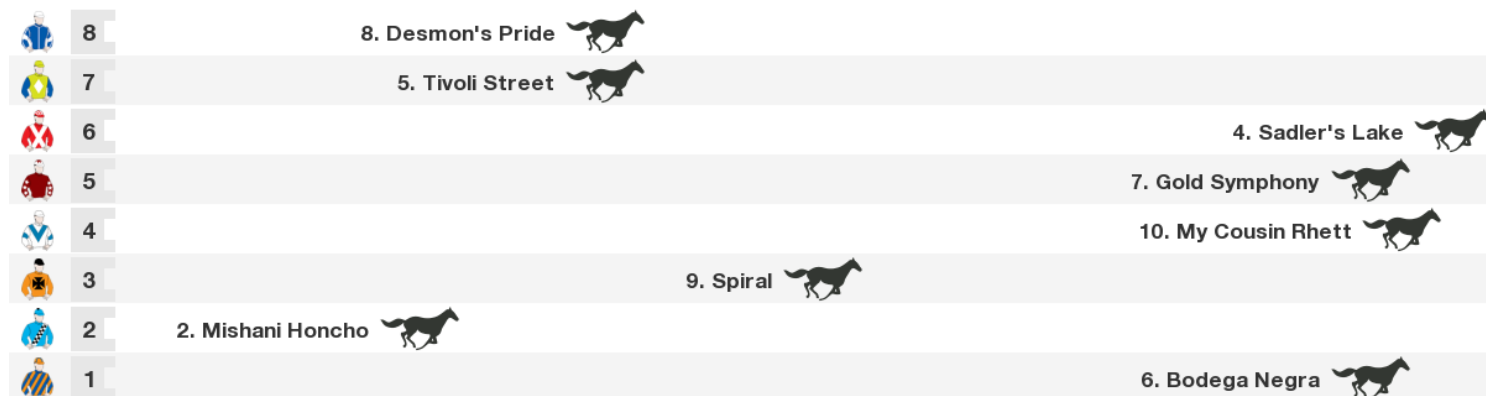 8 8. Desmon's Pride
7 5. Tivoli Street
6 4. Sadler's Lake
5 7. Gold Symphony
4 10. My Cousin Rhett
3 9. Spiral
2 2. Mishani Honcho
1 6. Bodega Negra